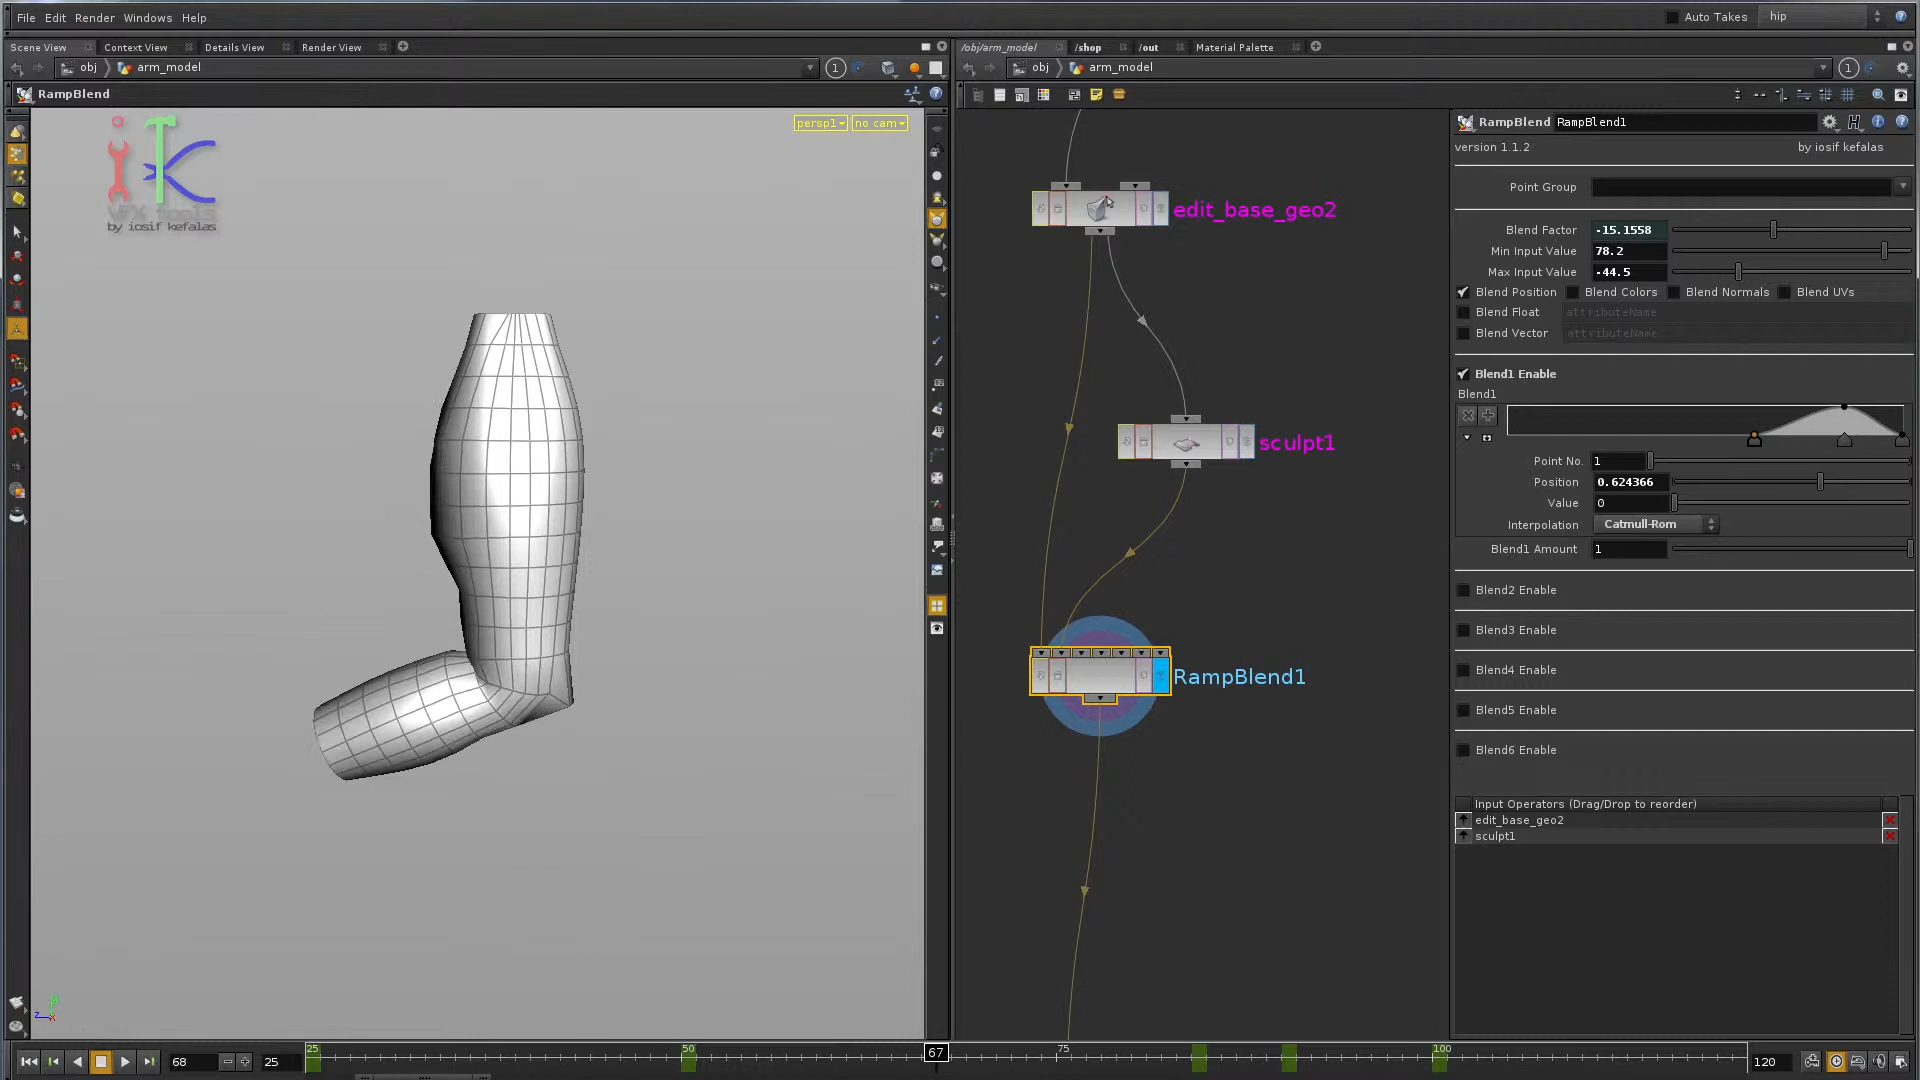 File Edit Render Windows Help
Auto Takes hip
Scene View Context View Details View Render View
/obj/arm_model /shop /out Material Palette
obj arm_model 1
obj arm_model 1
RampBlend
persp1 no cam
VFX tools
by iosif kefalas
RampBlend RampBlend1
version 1.1.2 by iosif kefalas
Point Group
Blend Factor -15.1558
Min Input Value 78.2
Max Input Value -44.5
Blend Position Blend Colors Blend Normals Blend UVs
Blend Float attributeName
Blend Vector attributeName
Blend1 Enable
Blend1
Point No. 1
Position 0.624366
Value 0
Interpolation Catmull-Rom
Blend1 Amount 1
Blend2 Enable
Blend3 Enable
Blend4 Enable
Blend5 Enable
Blend6 Enable
Input Operators (Drag/Drop to reorder)
edit_base_geo2
sculpt1
edit_base_geo2
sculpt1
RampBlend1
z
68 25 25 50 67 75 100 120